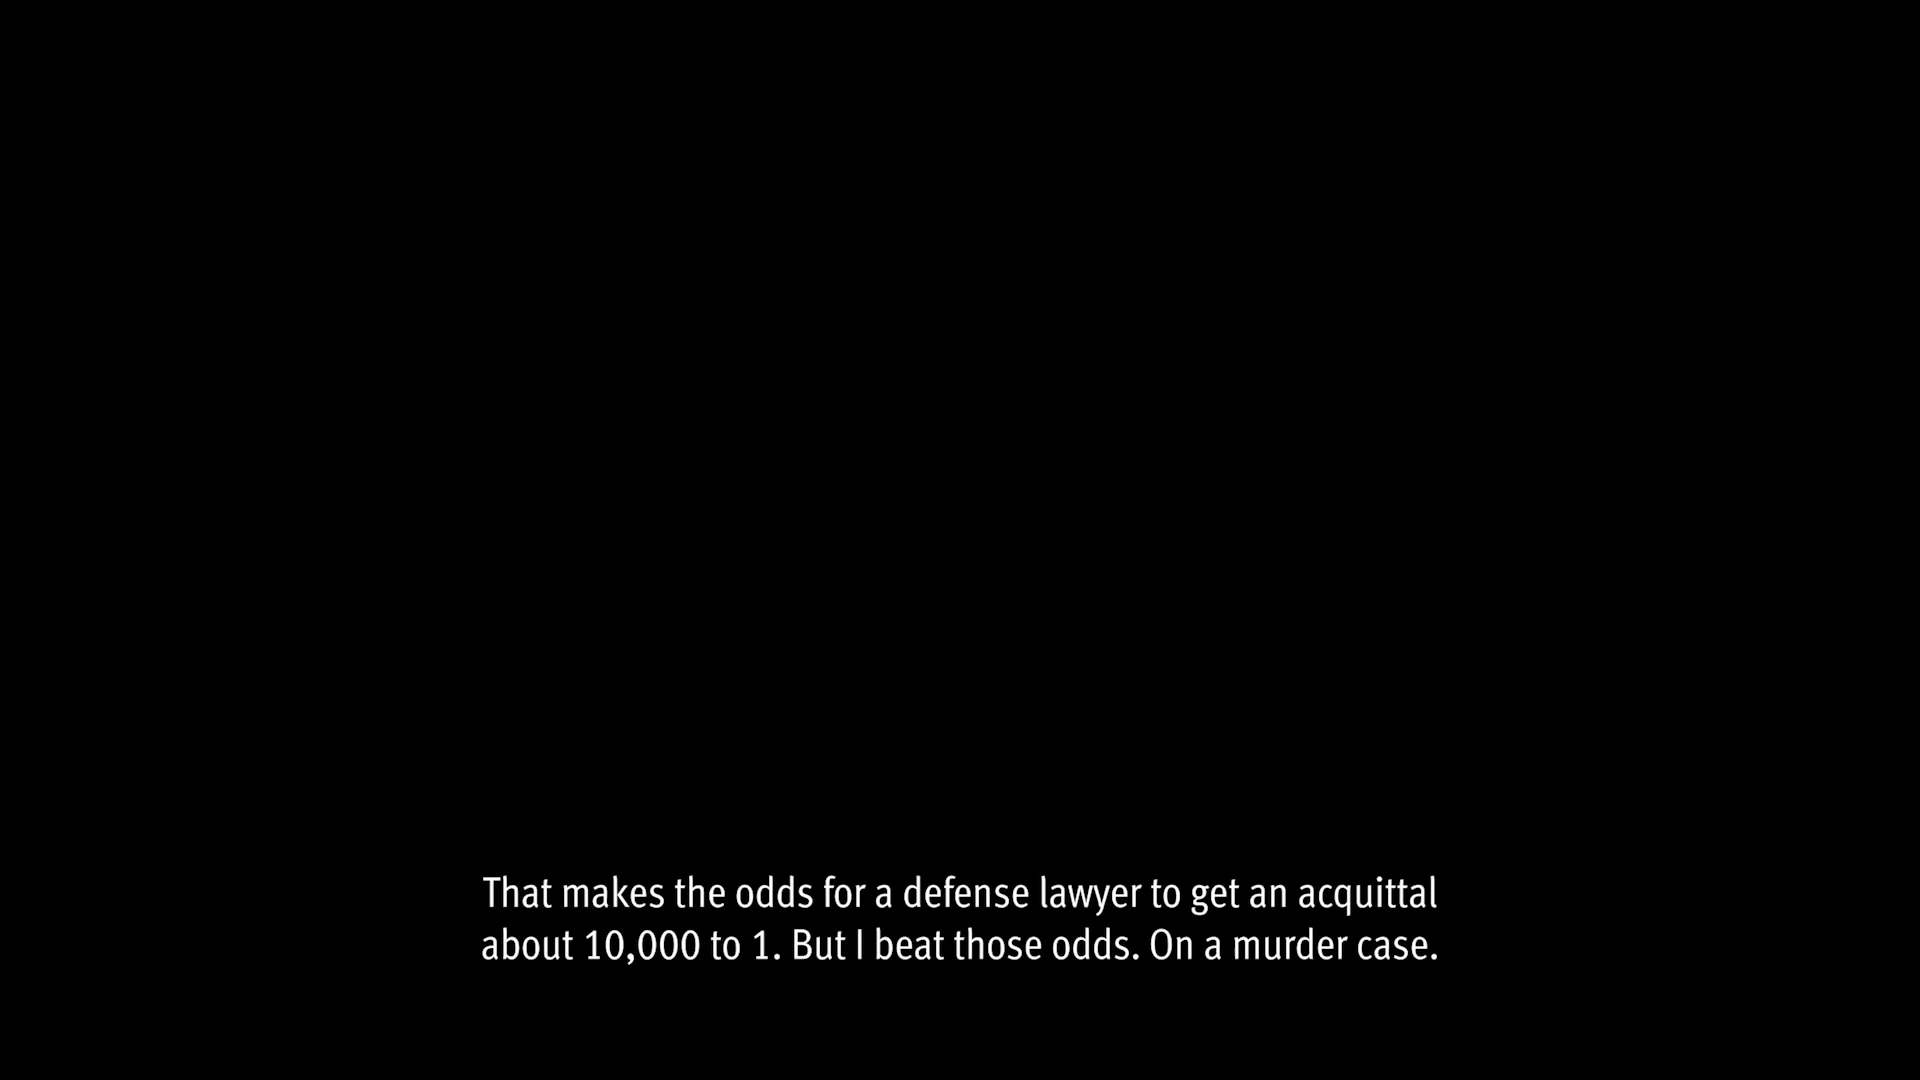 That makes the odds for a defense lawyer to get an acquittal
about 10,000 to 1. But I beat those odds. On a murder case.